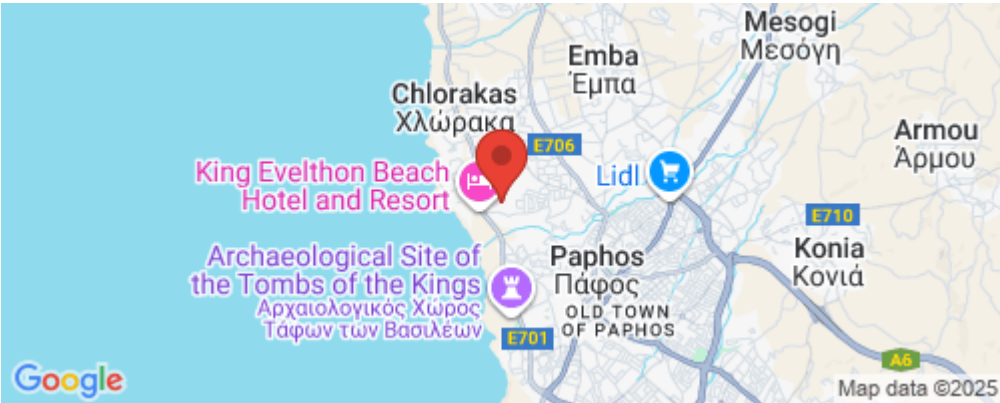 Mesogi
Μεσόγη
Emba
Έμπα
Chlorakas
Χλώρακα
E706
Armou
Άρμου
King Evelthon Beach
Hotel and Resort
Lidl
E710
Archaeological Site of
the Tombs of the Kings
Αρχαιολογικός Χώρος
Τάφων των Βασιλέων
Paphos
Πάφος
OLD TOWN
OF PAPHOS
Konia
Κονιά
E701
A6
Google
Map data ©2025